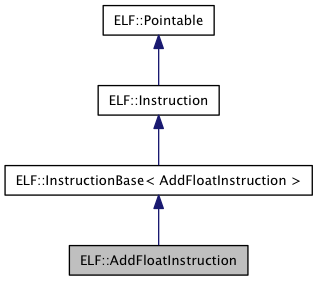 ELF::Pointable
ELF::Instruction
ELF::InstructionBase< AddFloatInstruction >
ELF::AddFloatInstruction